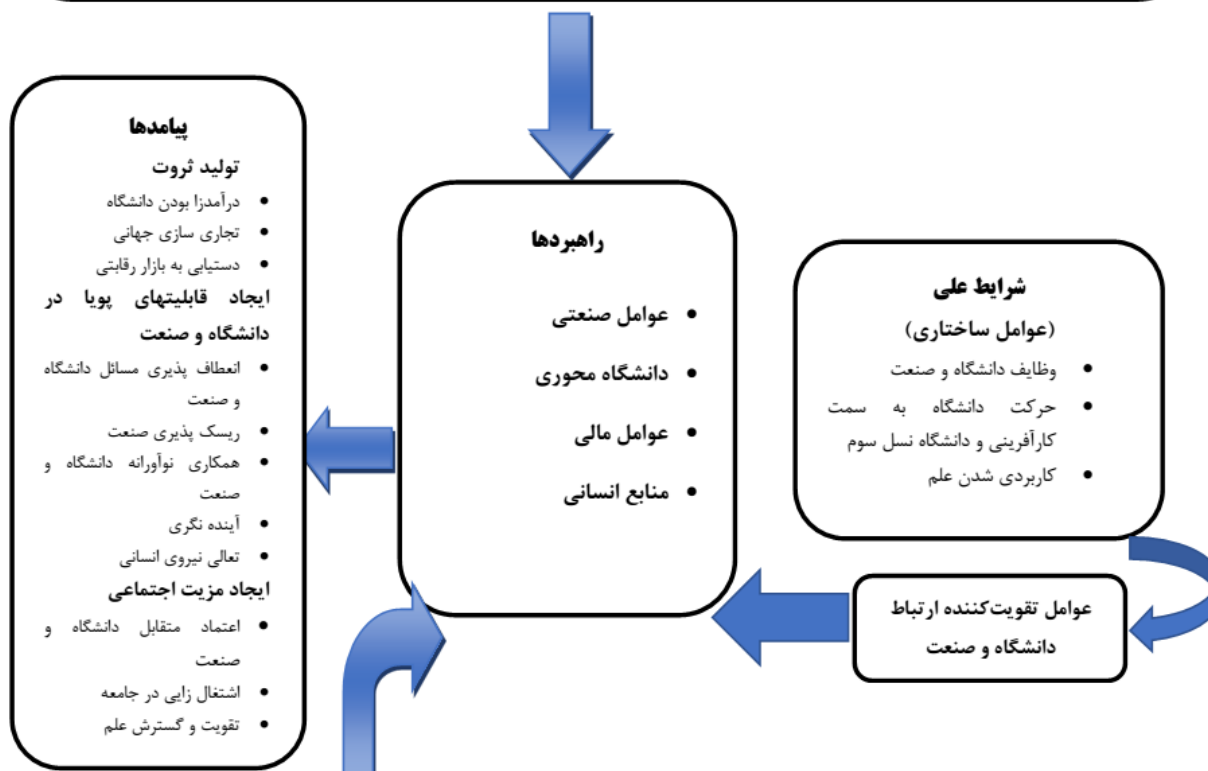 شرایط علی
(عوامل ساختاری)
• وظایف دانشگاه و صنعت
• حرکت دانشگاه به سمت
کارآفرینی و دانشگاه نسل سوم
• کاربردی شدن علم
عوامل تقویت‌کننده ارتباط
دانشگاه و صنعت
راهبردها
• عوامل صنعتی
• دانشگاه محوری
• عوامل مالی
• منابع انسانی
پیامدها
تولید ثروت
• درآمدزا بودن دانشگاه
• تجاری سازی جهانی
• دستیابی به بازار رقابتی
ایجاد قابلیتهای پویا در
دانشگاه و صنعت
• انعطاف پذیری مسائل دانشگاه
و صنعت
• ریسک پذیری صنعت
• همکاری نوآورانه دانشگاه و
صنعت
• آینده نگری
• تعالی نیروی انسانی
ایجاد مزیت اجتماعی
• اعتماد متقابل دانشگاه و
صنعت
• اشتغال زایی در جامعه
• تقویت و گسترش علم